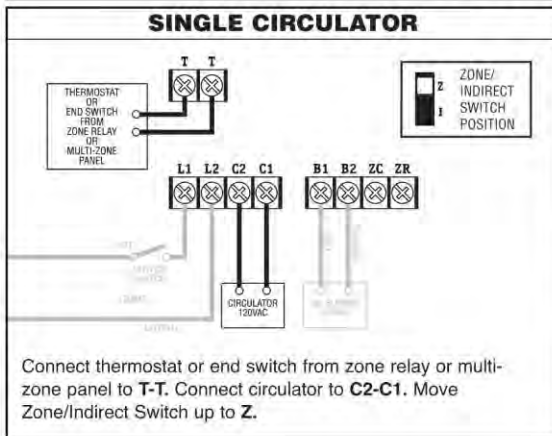 SINGLE CIRCULATOR
T T
THERMOSTAT
OR
END SWITCH
FROM
ZONE RELAY
OR
MULTI-ZONE
PANEL
Z
I
ZONE/
INDIRECT
SWITCH
POSITION
L1 L2 C2 C1
B1 B2 ZC ZR
CIRCULATOR
120VAC
Connect thermostat or end switch from zone relay or multi-
zone panel to T-T. Connect circulator to C2-C1. Move
Zone/Indirect Switch up to Z.